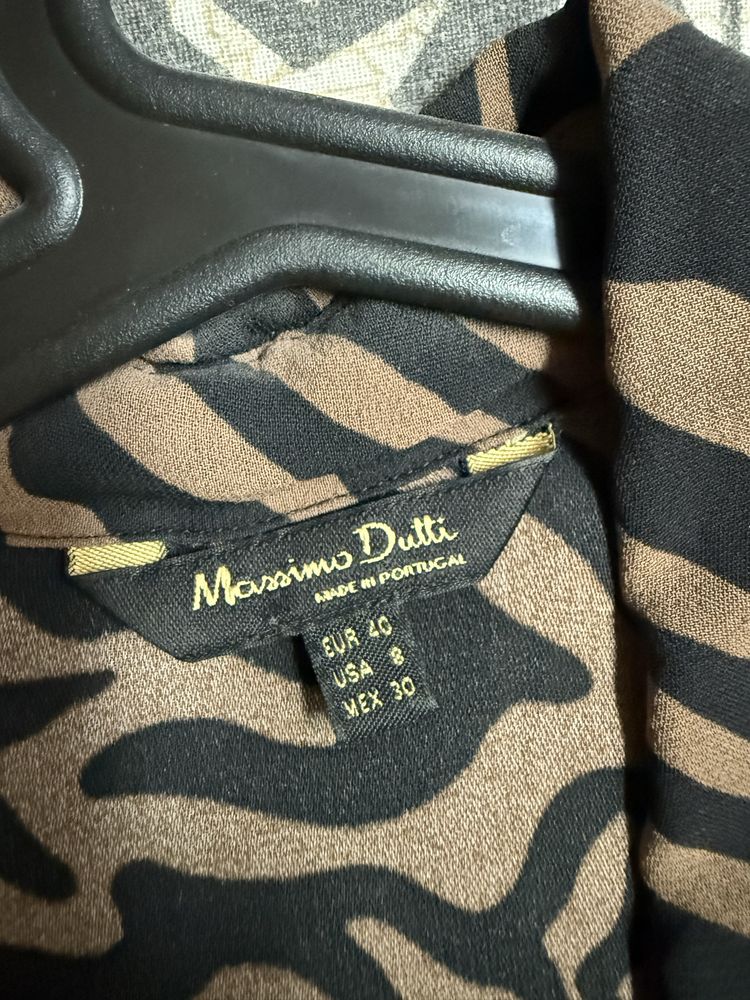 Massimo Dutti
MADE IN PORTUGAL
EUR 40
USA 8
MEX 30